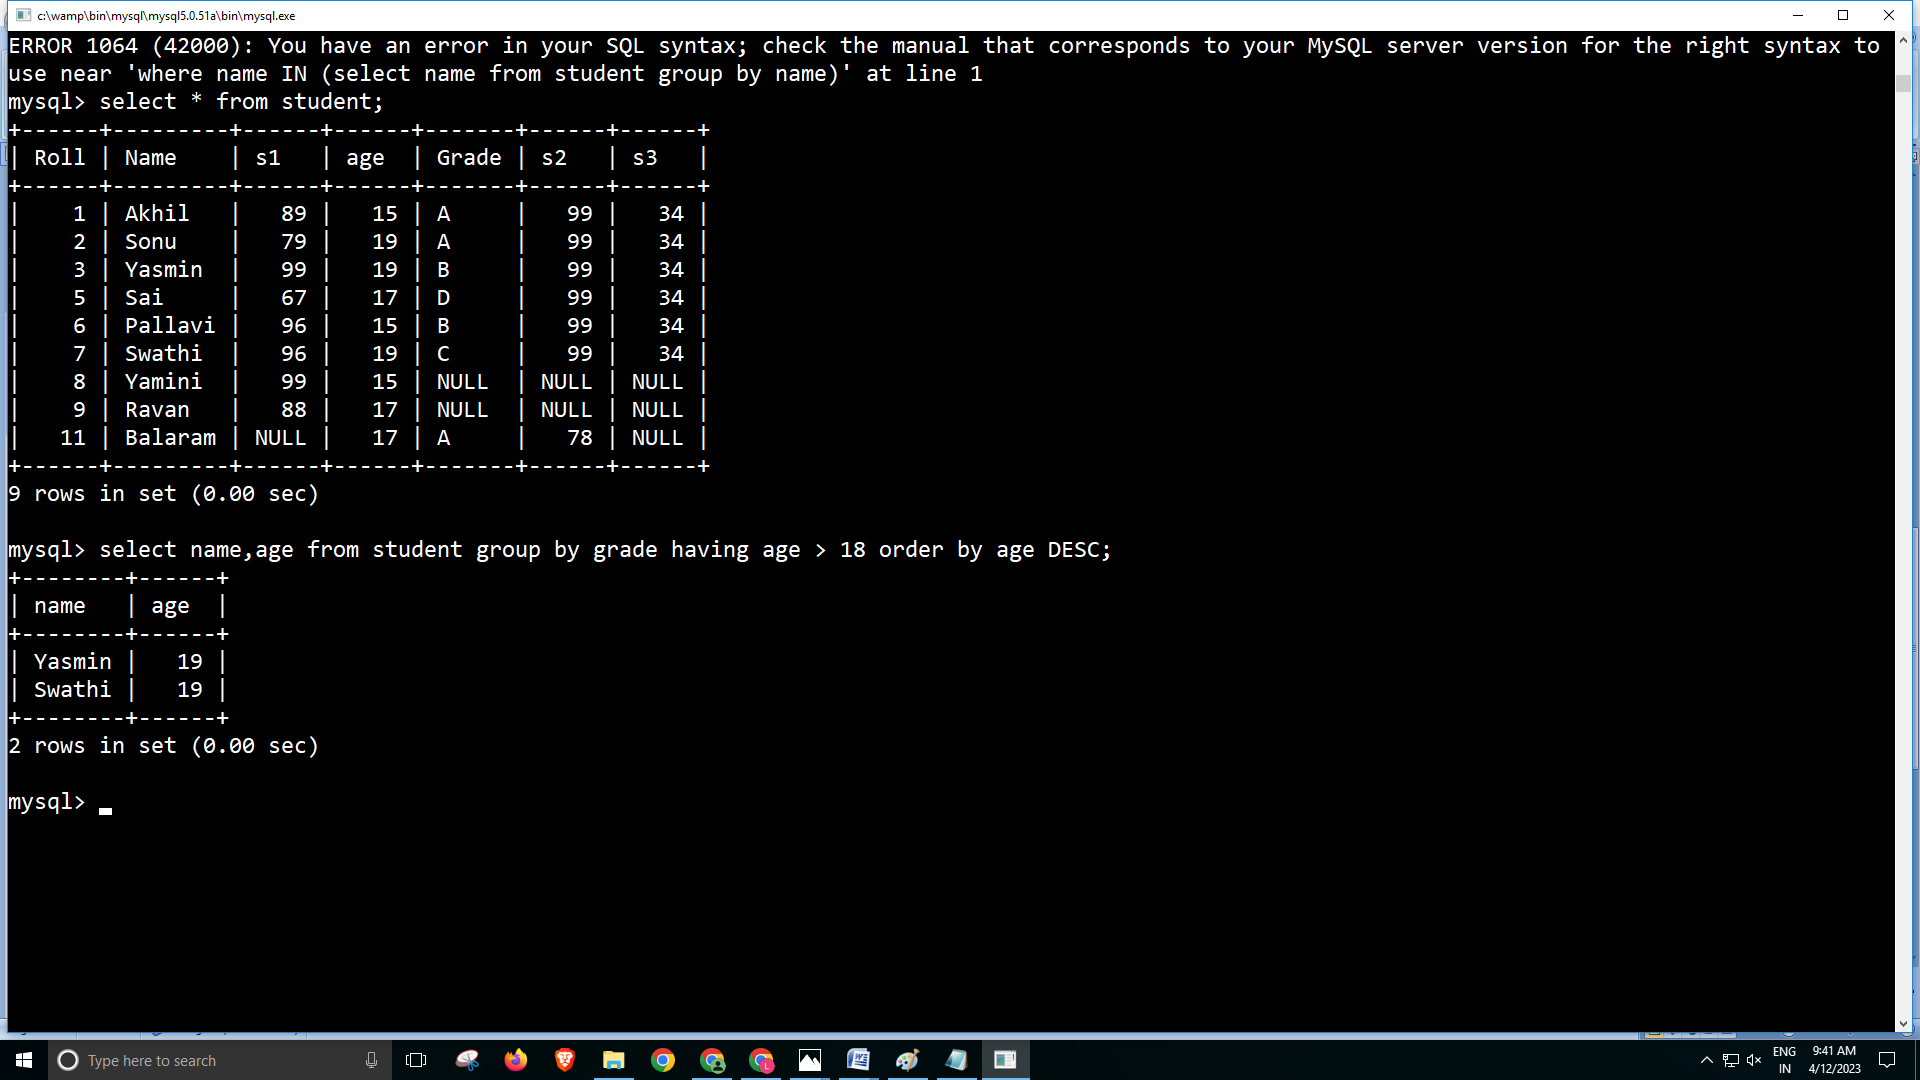 c:\wamp\bin\mysql\mysql5.0.51a\bin\mysql.exe
ERROR 1064 (42000): You have an error in your SQL syntax; check the manual that corresponds to your MySQL server version for the right syntax to
use near 'where name IN (select name from student group by name)' at line 1
mysql> select * from student;
+------+---------+------+------+-------+------+------+
| Roll | Name    | s1   | age  | Grade | s2   | s3   |
+------+---------+------+------+-------+------+------+
|    1 | Akhil   |   89 |   15 | A     |   99 |   34 |
|    2 | Sonu    |   79 |   19 | A     |   99 |   34 |
|    3 | Yasmin  |   99 |   19 | B     |   99 |   34 |
|    5 | Sai     |   67 |   17 | D     |   99 |   34 |
|    6 | Pallavi |   96 |   15 | B     |   99 |   34 |
|    7 | Swathi  |   96 |   19 | C     |   99 |   34 |
|    8 | Yamini  |   99 |   15 | NULL  | NULL | NULL |
|    9 | Ravan   |   88 |   17 | NULL  | NULL | NULL |
|   11 | Balaram | NULL |   17 | A     |   78 | NULL |
+------+---------+------+------+-------+------+------+
9 rows in set (0.00 sec)
mysql> select name,age from student group by grade having age > 18 order by age DESC;
+--------+------+
| name   | age  |
+--------+------+
| Yasmin |   19 |
| Swathi |   19 |
+--------+------+
2 rows in set (0.00 sec)
mysql>
Type here to search
ENG
IN
9:41 AM
4/12/2023